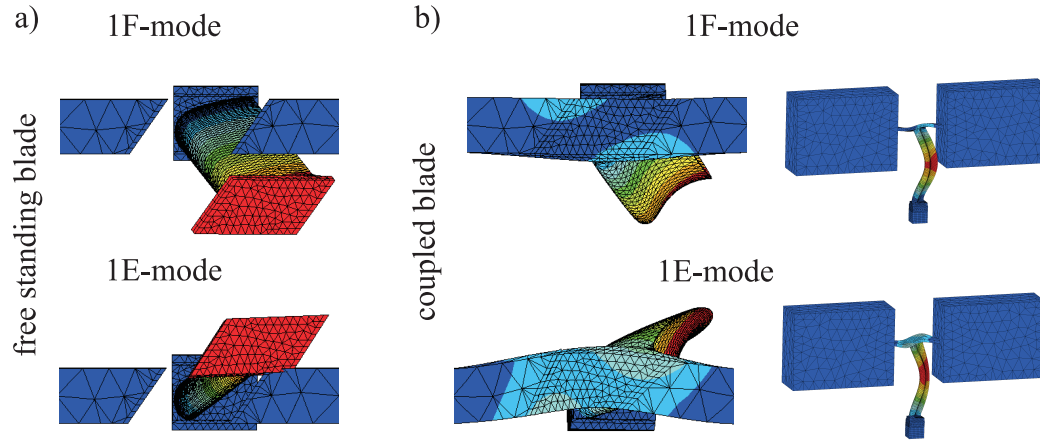 a)
1F-mode
b)
1F-mode
free standing blade
1E-mode
coupled blade
1E-mode